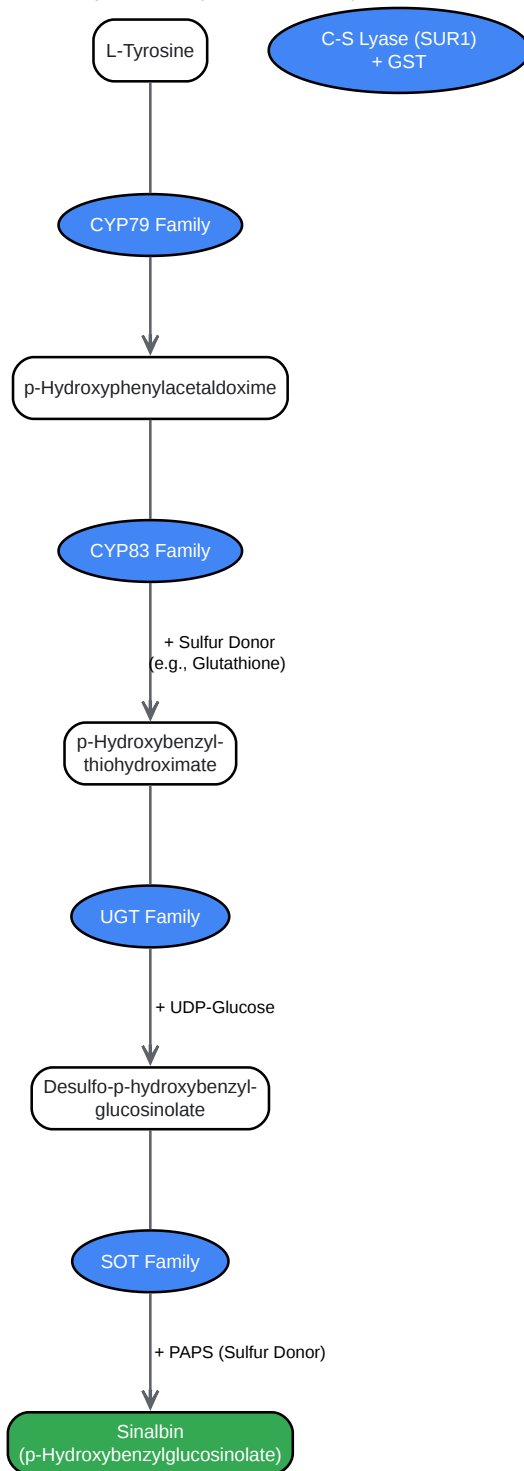 L-Tyrosine
C-S Lyase (SUR1)
+ GST
CYP79 Family
p-Hydroxyphenylacetaldoxime
CYP83 Family
+ Sulfur Donor
(e.g., Glutathione)
p-Hydroxybenzyl-
thiohydroximate
UGT Family
+ UDP-Glucose
Desulfo-p-hydroxybenzyl-
glucosinolate
SOT Family
+ PAPS (Sulfur Donor)
Sinalbin
(p-Hydroxybenzylglucosinolate)